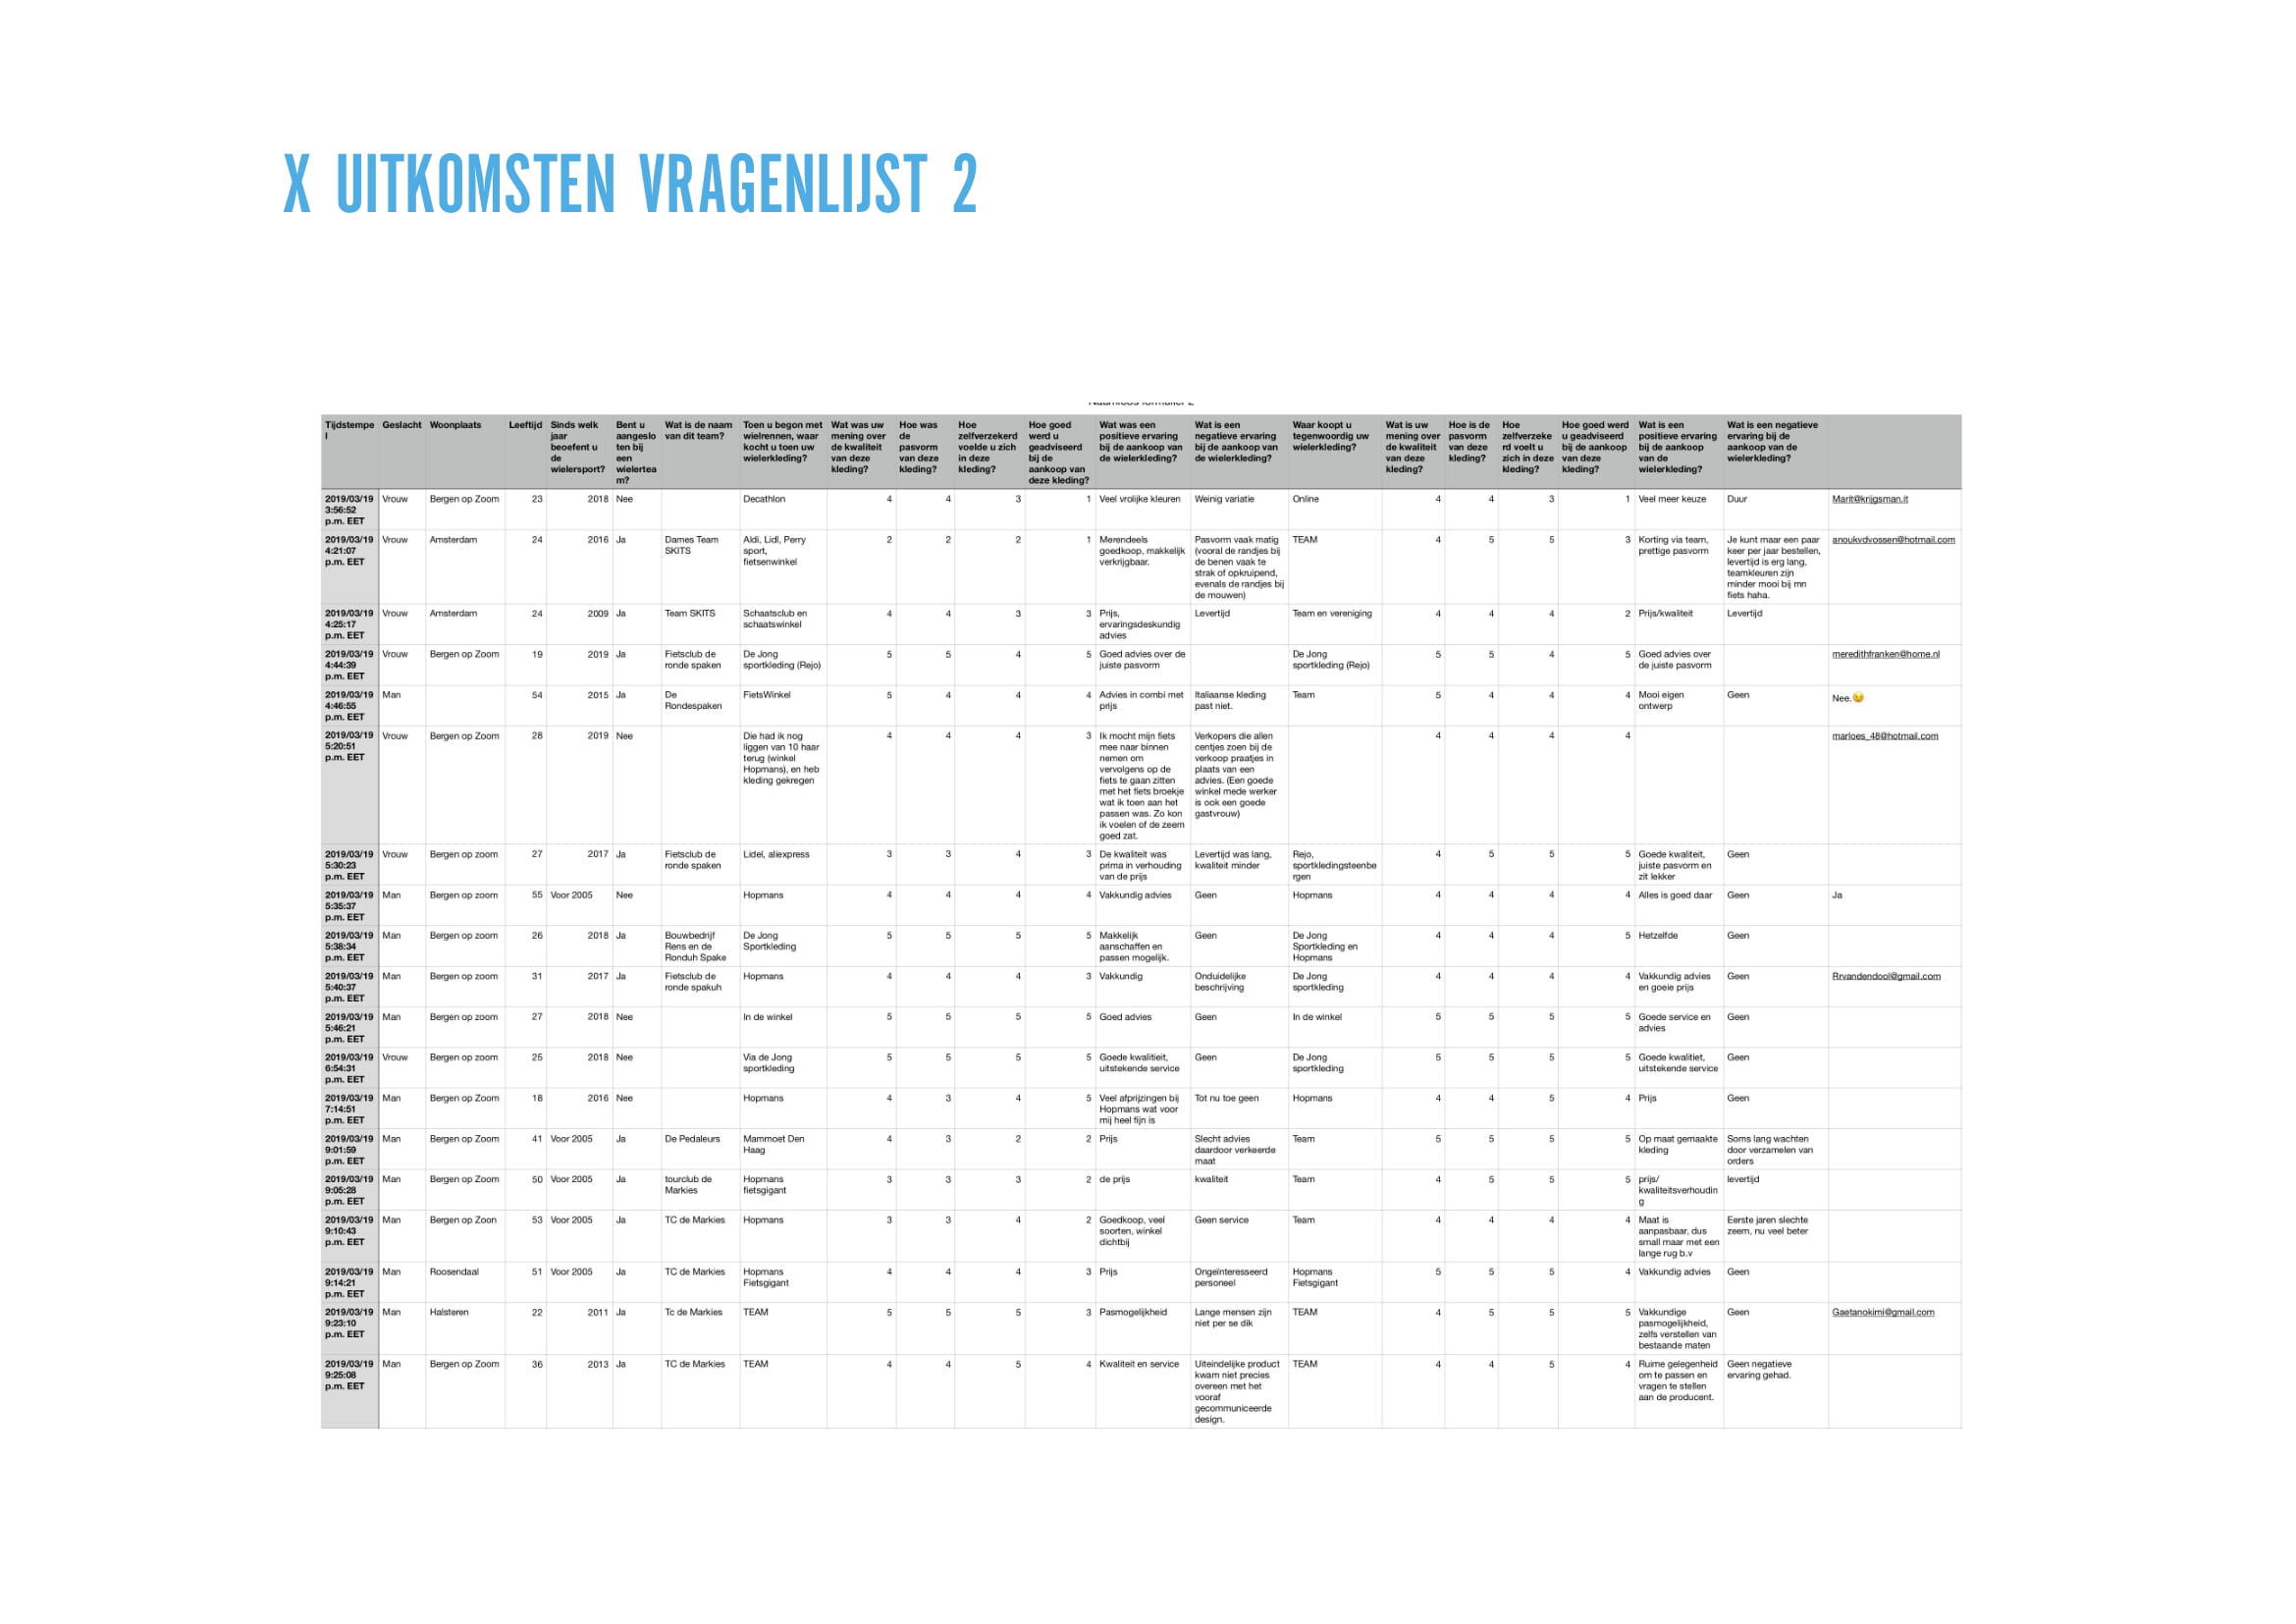 X UITKOMSTEN VRAGENLIJST 2
Tijdstempel | Geslacht | Woonplaats | Leeftijd | Sinds welk jaar beoefent u de wielersport? | Bent u aangesloten bij een wielerteam? | Wat is de naam van dit team? | Toen u begon met wielrennen, waar kocht u toen uw wielerkleding? | Wat was uw mening over de kwaliteit van deze kleding? | Hoe was de pasvorm van deze kleding? | Hoe zelfverzekerd voelde u zich in deze kleding? | Hoe goed werd u geadviseerd bij de aankoop van deze kleding? | Wat was een positieve ervaring bij de aankoop van de wielerkleding? | Wat is een negatieve ervaring bij de aankoop van de wielerkleding? | Waar koopt u tegenwoordig uw wielerkleding? | Wat is uw mening over de kwaliteit van deze kleding? | Hoe is de pasvorm van deze kleding? | Hoe zelfverzekerd voelt u zich in deze kleding? | Hoe goed werd u geadviseerd bij de aankoop van deze kleding? | Wat is een positieve ervaring bij de aankoop van de wielerkleding? | Wat is een negatieve ervaring bij de aankoop van de wielerkleding?
2019/03/19 3:56:52 p.m. EET | Vrouw | Bergen op Zoom | 23 | 2018 | Nee | | Decathlon | 4 | 4 | 3 | 1 | Veel vrolijke kleuren | Weinig variatie | Online | 4 | 4 | 3 | 1 | Veel meer keuze | Duur | Marit@krijgsman.it
2019/03/19 4:21:07 p.m. EET | Vrouw | Amsterdam | 24 | 2016 | Ja | Dames Team SKITS | Aldi, Lidl, Perry sport, fietsenwinkel | 2 | 2 | 2 | 1 | Merendeels goedkoop, makkelijk verkrijgbaar. | Pasvorm vaak matig (vooral de randjes bij de benen vaak te strak of opkruipend, evenals de randjes bij de mouwen) | TEAM | 4 | 5 | 5 | 3 | Korting via team, prettige pasvorm | Je kunt maar een paar keer per jaar bestellen, levertijd is erg lang, teamkleuren zijn minder mooi bij mn fiets haha. | anoukvdvossen@hotmail.com
2019/03/19 4:25:17 p.m. EET | Vrouw | Amsterdam | 24 | 2009 | Ja | Team SKITS | Schaatsclub en schaatswinkel | 4 | 4 | 3 | 3 | Prijs, ervaringsdeskundig advies | Levertijd | Team en vereniging | 4 | 4 | 4 | 2 | Prijs/kwaliteit | Levertijd
2019/03/19 4:44:39 p.m. EET | Vrouw | Bergen op Zoom | 19 | 2019 | Ja | Fietsclub de ronde spaken | De Jong sportkleding (Rejo) | 5 | 5 | 4 | 5 | Goed advies over de juiste pasvorm | | De Jong sportkleding (Rejo) | 5 | 5 | 4 | 5 | Goed advies over de juiste pasvorm | | meredithfranken@home.nl
2019/03/19 4:46:55 p.m. EET | Man | | 54 | 2015 | Ja | De Rondespaken | FietsWinkel | 5 | 4 | 4 | 4 | Advies in combi met prijs | Italiaanse kleding past niet. | Team | 5 | 4 | 4 | 4 | Mooi eigen ontwerp | Geen | Nee.😉
2019/03/19 5:20:51 p.m. EET | Vrouw | Bergen op Zoom | 28 | 2019 | Nee | | Die had ik nog liggen van 10 haar terug (winkel Hopmans), en heb kleding gekregen | 4 | 4 | 4 | 3 | Ik mocht mijn fiets mee naar binnen nemen om vervolgens op de fiets te gaan zitten met het fiets broekje wat ik toen aan het passen was. Zo kon ik voelen of de zeem goed zat. | Verkopers die allen centjes zoen bij de verkoop praatjes in plaats van een advies. (Een goede winkel mede werker is ook een goede gastvrouw) | | 4 | 4 | 4 | 4 | | | marloes_48@hotmail.com
2019/03/19 5:30:23 p.m. EET | Vrouw | Bergen op zoom | 27 | 2017 | Ja | Fietsclub de ronde spaken | Lidel, aliexpress | 3 | 3 | 4 | 3 | De kwaliteit was prima in verhouding van de prijs | Levertijd was lang, kwaliteit minder | Rejo, sportkledingsteenbergen | 4 | 5 | 5 | 5 | Goede kwaliteit, juiste pasvorm en zit lekker | Geen
2019/03/19 5:35:37 p.m. EET | Man | Bergen op zoom | 55 | Voor 2005 | Nee | | Hopmans | 4 | 4 | 4 | 4 | Vakkundig advies | Geen | Hopmans | 4 | 4 | 4 | 4 | Alles is goed daar | Geen | Ja
2019/03/19 5:38:34 p.m. EET | Man | Bergen op zoom | 26 | 2018 | Ja | Bouwbedrijf Rens en de Ronduh Spake | De Jong Sportkleding | 5 | 5 | 5 | 5 | Makkelijk aanschaffen en passen mogelijk. | Geen | De Jong Sportkleding en Hopmans | 4 | 4 | 4 | 5 | Hetzelfde | Geen
2019/03/19 5:40:37 p.m. EET | Man | Bergen op zoom | 31 | 2017 | Ja | Fietsclub de ronde spakuh | Hopmans | 4 | 4 | 4 | 3 | Vakkundig | Onduidelijke beschrijving | De Jong sportkleding | 4 | 4 | 4 | 4 | Vakkundig advies en goeie prijs | Geen | Rrvandendool@gmail.com
2019/03/19 5:46:21 p.m. EET | Man | Bergen op zoom | 27 | 2018 | Nee | | In de winkel | 5 | 5 | 5 | 5 | Goed advies | Geen | In de winkel | 5 | 5 | 5 | 5 | Goede service en advies | Geen
2019/03/19 6:54:31 p.m. EET | Vrouw | Bergen op zoom | 25 | 2018 | Nee | | Via de Jong sportkleding | 5 | 5 | 5 | 5 | Goede kwalitieit, uitstekende service | Geen | De Jong sportkleding | 5 | 5 | 5 | 5 | Goede kwalitiet, uitstekende service | Geen
2019/03/19 7:14:51 p.m. EET | Man | Bergen op Zoom | 18 | 2016 | Nee | | Hopmans | 4 | 3 | 4 | 5 | Veel afprijzingen bij Hopmans wat voor mij heel fijn is | Tot nu toe geen | Hopmans | 4 | 4 | 5 | 4 | Prijs | Geen
2019/03/19 9:01:59 p.m. EET | Man | Bergen op Zoom | 41 | Voor 2005 | Ja | De Pedaleurs | Mammoet Den Haag | 4 | 3 | 2 | 2 | Prijs | Slecht advies daardoor verkeerde maat | Team | 5 | 5 | 5 | 5 | Op maat gemaakte kleding | Soms lang wachten door verzamelen van orders
2019/03/19 9:05:28 p.m. EET | Man | Bergen op Zoom | 50 | Voor 2005 | Ja | tourclub de Markies | Hopmans fietsgigant | 3 | 3 | 3 | 2 | de prijs | kwaliteit | Team | 4 | 5 | 5 | 5 | prijs/kwaliteitsverhouding | levertijd
2019/03/19 9:10:43 p.m. EET | Man | Bergen op Zoon | 53 | Voor 2005 | Ja | TC de Markies | Hopmans | 3 | 3 | 4 | 2 | Goedkoop, veel soorten, winkel dichtbij | Geen service | Team | 4 | 4 | 4 | 4 | Maat is aanpasbaar, dus small maar met een lange rug b.v | Eerste jaren slechte zeem, nu veel beter
2019/03/19 9:14:21 p.m. EET | Man | Roosendaal | 51 | Voor 2005 | Ja | TC de Markies | Hopmans Fietsgigant | 4 | 4 | 4 | 3 | Prijs | Ongeïnteresseerd personeel | Hopmans Fietsgigant | 5 | 5 | 5 | 4 | Vakkundig advies | Geen
2019/03/19 9:23:10 p.m. EET | Man | Halsteren | 22 | 2011 | Ja | Tc de Markies | TEAM | 5 | 5 | 5 | 3 | Pasmogelijkheid | Lange mensen zijn niet per se dik | TEAM | 4 | 5 | 5 | 5 | Vakkundige pasmogelijkheid, zelfs verstellen van bestaande maten | Geen | Gaetanokimi@gmail.com
2019/03/19 9:25:08 p.m. EET | Man | Bergen op Zoom | 36 | 2013 | Ja | TC de Markies | TEAM | 4 | 4 | 5 | 4 | Kwaliteit en service | Uiteindelijke product kwam niet precies overeen met het vooraf gecommuniceerde design. | TEAM | 4 | 4 | 5 | 4 | Ruime gelegenheid om te passen en vragen te stellen aan de producent. | Geen negatieve ervaring gehad.